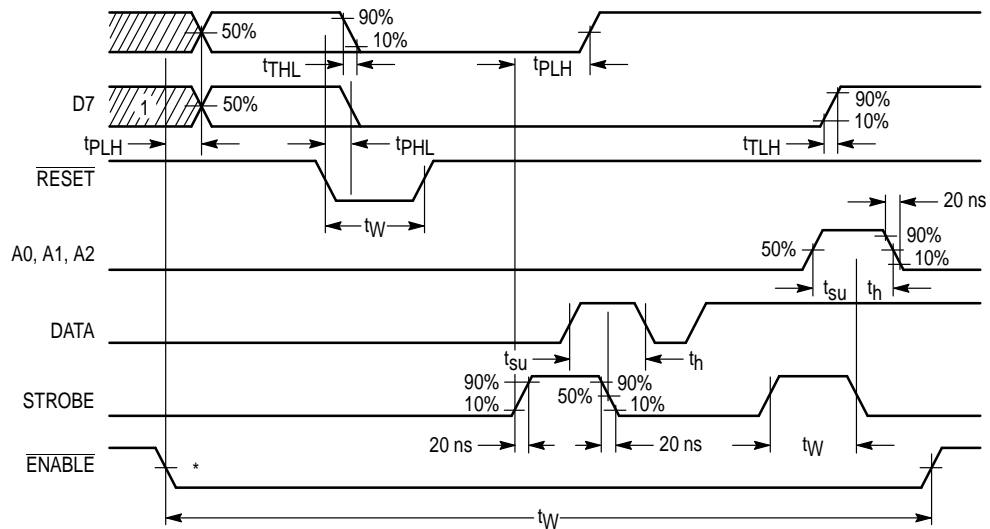 50%
90%
10%
tTHL
tPLH
D7
1
50%
90%
10%
tPLH
tPHL
tTLH
RESET
20 ns
tW
90%
A0, A1, A2
50%
10%
tsu
th
DATA
tsu
th
90%
90%
STROBE
10%
50%
10%
20 ns
20 ns
tW
ENABLE
*
tW